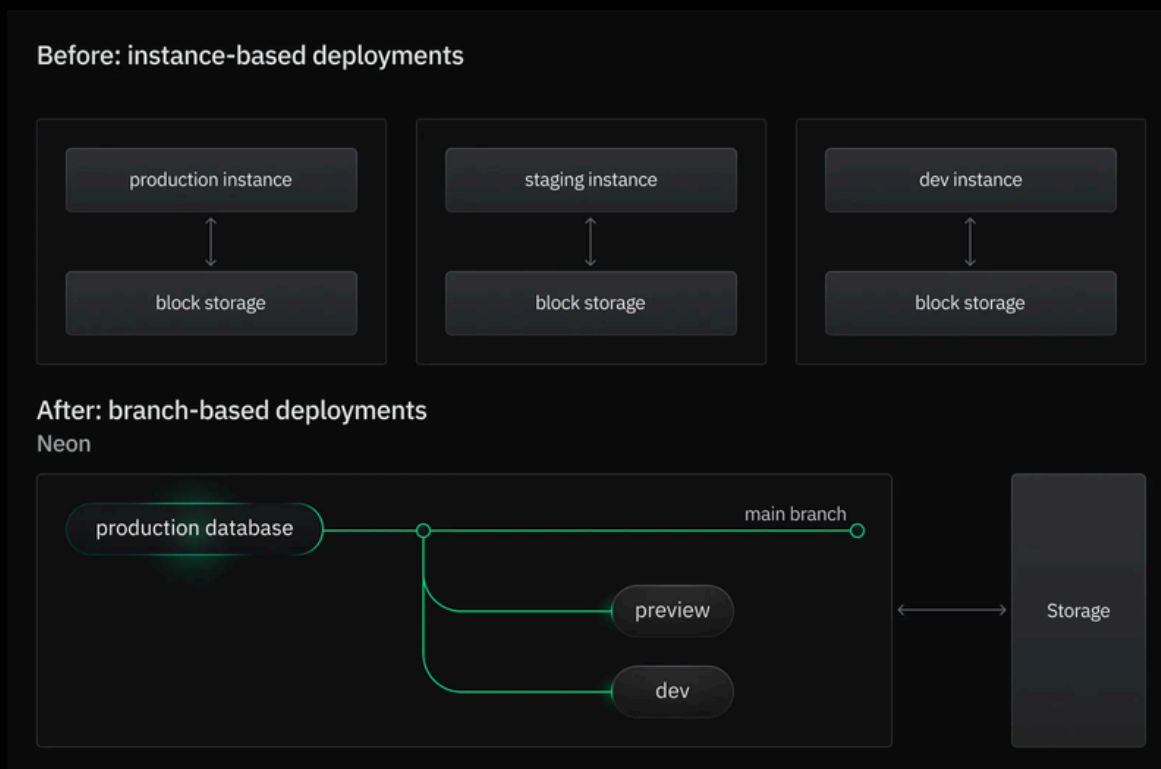 Before: instance-based deployments
production instance
staging instance
dev instance
block storage
block storage
block storage
After: branch-based deployments
Neon
production database
main branch
preview
dev
Storage